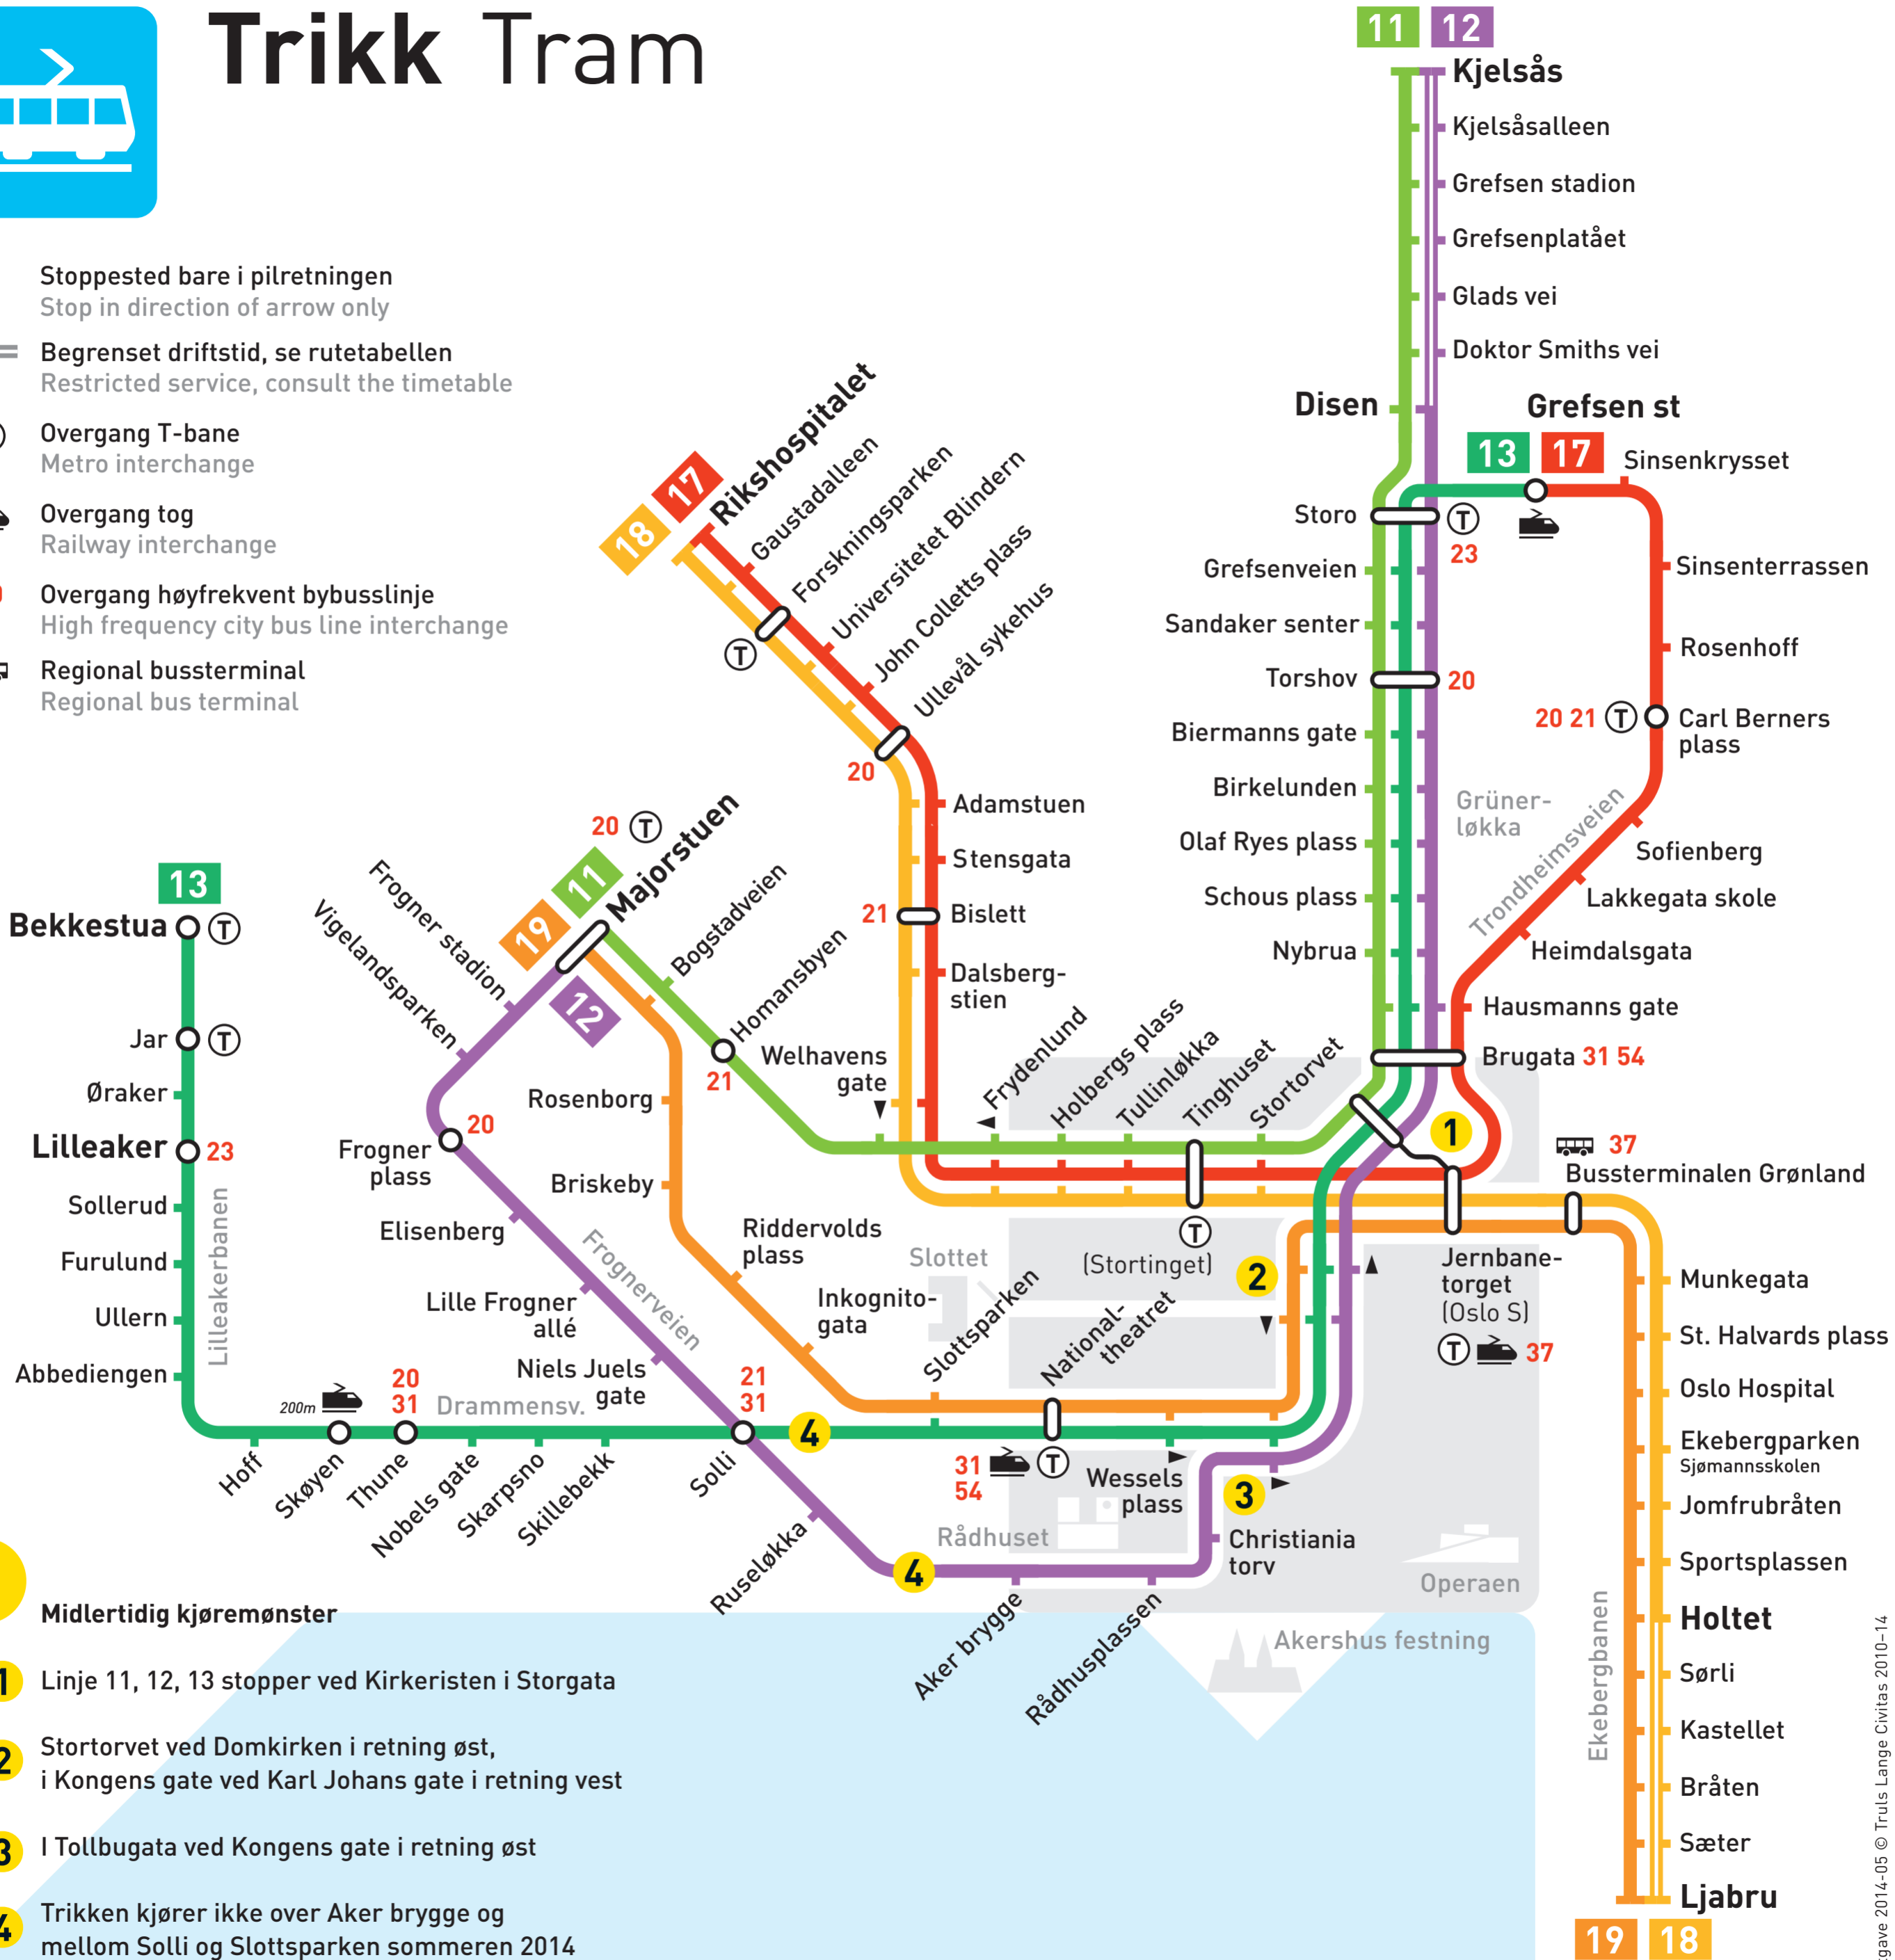 Trikk Tram
Stoppested bare i pilretningen
Stop in direction of arrow only
Begrenset driftstid, se rutetabellen
Restricted service, consult the timetable
Overgang T-bane
Metro interchange
Overgang tog
Railway interchange
Overgang høyfrekvent bybusslinje
High frequency city bus line interchange
Regional bussterminal
Regional bus terminal
11 12
Kjelsås
Kjelsåsalleen
Grefsen stadion
Grefsenplatået
Glads vei
Doktor Smiths vei
Disen
Grefsen st
13 17
Sinsenkrysset
Storo
T
23
Grefsenveien
Sinsenterrassen
Sandaker senter
Rosenhoff
Torshov
20
20 21 T
Carl Berners
plass
Biermanns gate
Birkelunden
Grüner-
løkka
Trondheimsveien
Olaf Ryes plass
Sofienberg
Schous plass
Lakkegata skole
Nybrua
Heimdalsgata
Hausmanns gate
Brugata 31 54
18 17
Rikshospitalet
Gaustadalleen
Forskningsparken
T
Universitetet Blindern
John Colletts plass
Ullevål sykehus
20
Adamstuen
Stensgata
21
Bislett
Dalsberg-
stien
Welhavens
gate
Frydenlund
Holbergs plass
Tullinløkka
Tinghuset
Stortorvet
T
(Stortinget)
1
2
37
Bussterminalen Grønland
Jernbane-
torget
(Oslo S)
T 37
20 T
19 11
Majorstuen
12
Bogstadveien
Homansbyen
21
Frogner stadion
Vigelandsparken
20
Frogner
plass
Elisenberg
Frognerveien
Lille Frogner
allé
Niels Juels
gate
Rosenborg
Briskeby
Riddervolds
plass
Inkognito-
gata
Slottet
Slottsparken
National-
theatret
13
Bekkestua
T
Jar
T
Øraker
Lilleaker
23
Sollerud
Furulund
Ullern
Abbediengen
Lilleakerbanen
200m
20
31
Drammensv.
21
31
4
Hoff
Skøyen
Thune
Nobels gate
Skarpsno
Skillebekk
Solli
Ruseløkka
31
54
T
Wessels
plass
3
Rådhuset
Christiania
torv
4
Aker brygge
Rådhusplassen
Operaen
Akershus festning
Munkegata
St. Halvards plass
Oslo Hospital
Ekebergparken
Sjømannsskolen
Jomfrubråten
Sportsplassen
Holtet
Sørli
Kastellet
Bråten
Sæter
Ljabru
Ekebergbanen
19 18
Midlertidig kjøremønster
1 Linje 11, 12, 13 stopper ved Kirkeristen i Storgata
2 Stortorvet ved Domkirken i retning øst,
i Kongens gate ved Karl Johans gate i retning vest
3 I Tollbugata ved Kongens gate i retning øst
4 Trikken kjører ikke over Aker brygge og
mellom Solli og Slottsparken sommeren 2014
2014-05 © Truls Lange Civitas 2010–14